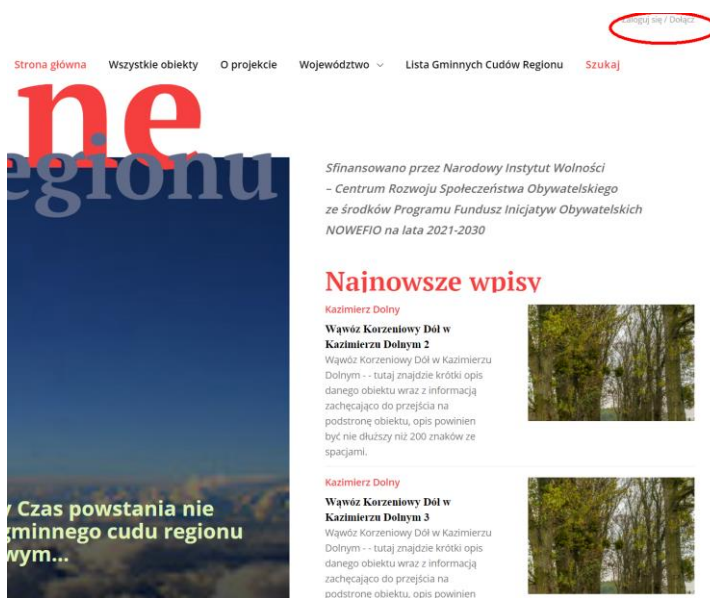 Zaloguj się / Dołącz
Strona główna Wszystkie obiekty O projekcie Województwo Lista Gminnych Cudów Regionu Szukaj
ne
egionu
Sfinansowano przez Narodowy Instytut Wolności
– Centrum Rozwoju Społeczeństwa Obywatelskiego
ze środków Programu Fundusz Inicjatyw Obywatelskich
NOWEFIO na lata 2021-2030
Najnowsze wpisy
Kazimierz Dolny
Wąwóz Korzeniowy Dół w
Kazimierzu Dolnym 2
Wąwóz Korzeniowy Dół w Kazimierzu
Dolnym - - tutaj znajdzie krótki opis
danego obiektu wraz z informacją
zachęcająco do przejścia na
podstronę obiektu, opis powinien
być nie dłuższy niż 200 znaków ze
spacjami.
Kazimierz Dolny
Wąwóz Korzeniowy Dół w
Kazimierzu Dolnym 3
Wąwóz Korzeniowy Dół w Kazimierzu
Dolnym - - tutaj znajdzie krótki opis
danego obiektu wraz z informacją
zachęcająco do przejścia na
podstronę obiektu, opis powinien
y Czas powstania nie
gminnego cudu regionu
wym...